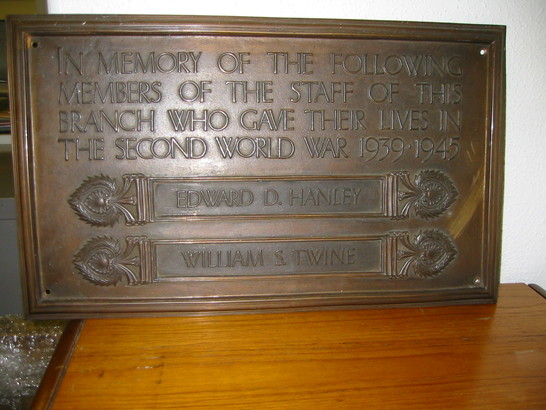 IN MEMORY OF THE FOLLOWING
MEMBERS OF THE STAFF OF THIS
BRANCH WHO GAVE THEIR LIVES IN
THE SECOND WORLD WAR 1939-1945
EDWARD D. HANLEY
WILLIAM S. EWINE